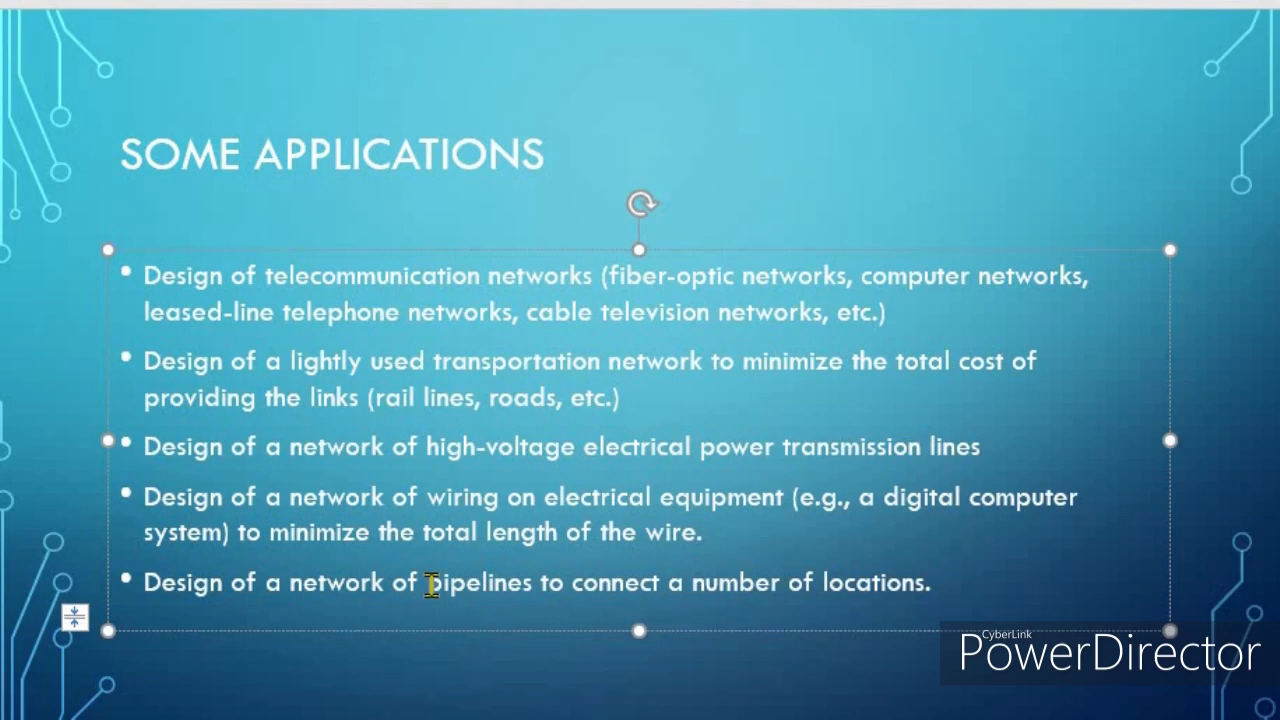 SOME APPLICATIONS
• Design of telecommunication networks (fiber-optic networks, computer networks,
leased-line telephone networks, cable television networks, etc.)
• Design of a lightly used transportation network to minimize the total cost of
providing the links (rail lines, roads, etc.)
• Design of a network of high-voltage electrical power transmission lines
• Design of a network of wiring on electrical equipment (e.g., a digital computer
system) to minimize the total length of the wire.
• Design of a network of pipelines to connect a number of locations.
CyberLink
PowerDirector